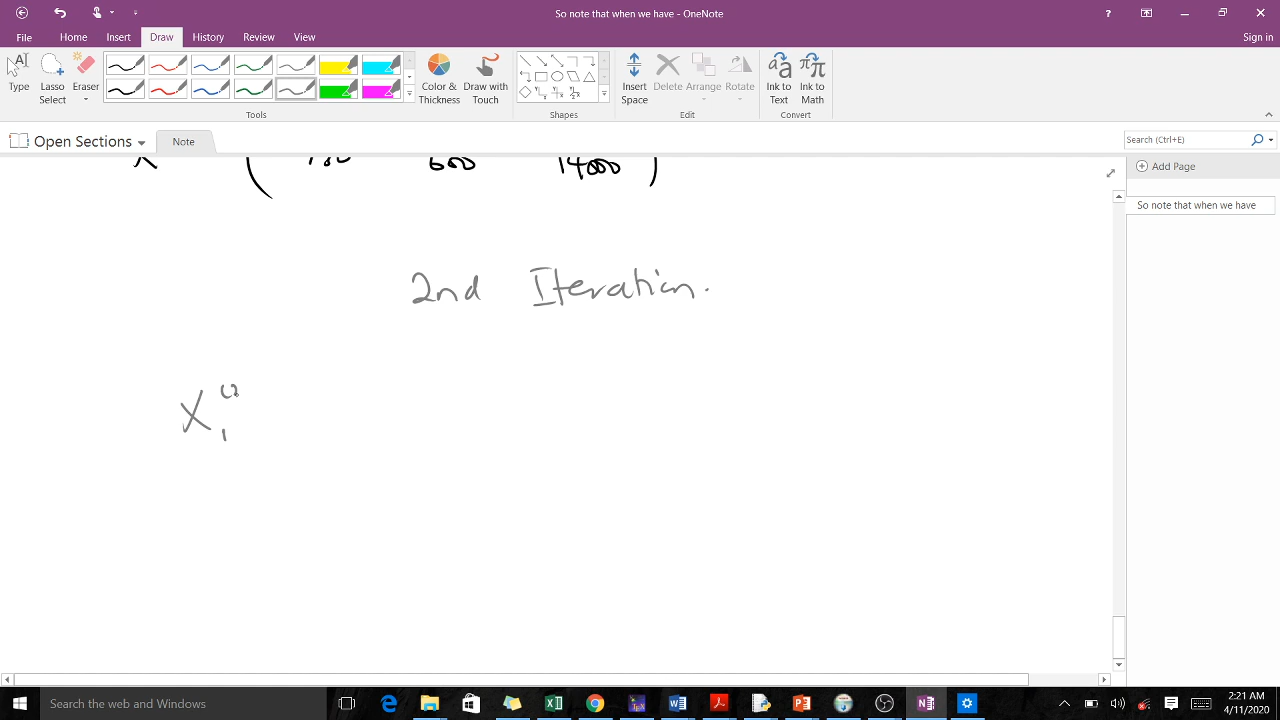 So note that when we have - OneNote
File Home Insert Draw History Review View Sign in
Type Lasso Select Eraser Color & Thickness Draw with Touch Insert Space Delete Arrange Rotate Ink to Text Ink to Math
Tools Shapes Edit Convert
Open Sections Note Search (Ctrl+E)
Add Page
So note that when we have
600 14000
2nd Iteration.
X₁
Search the web and Windows
2:21 AM
4/11/2020